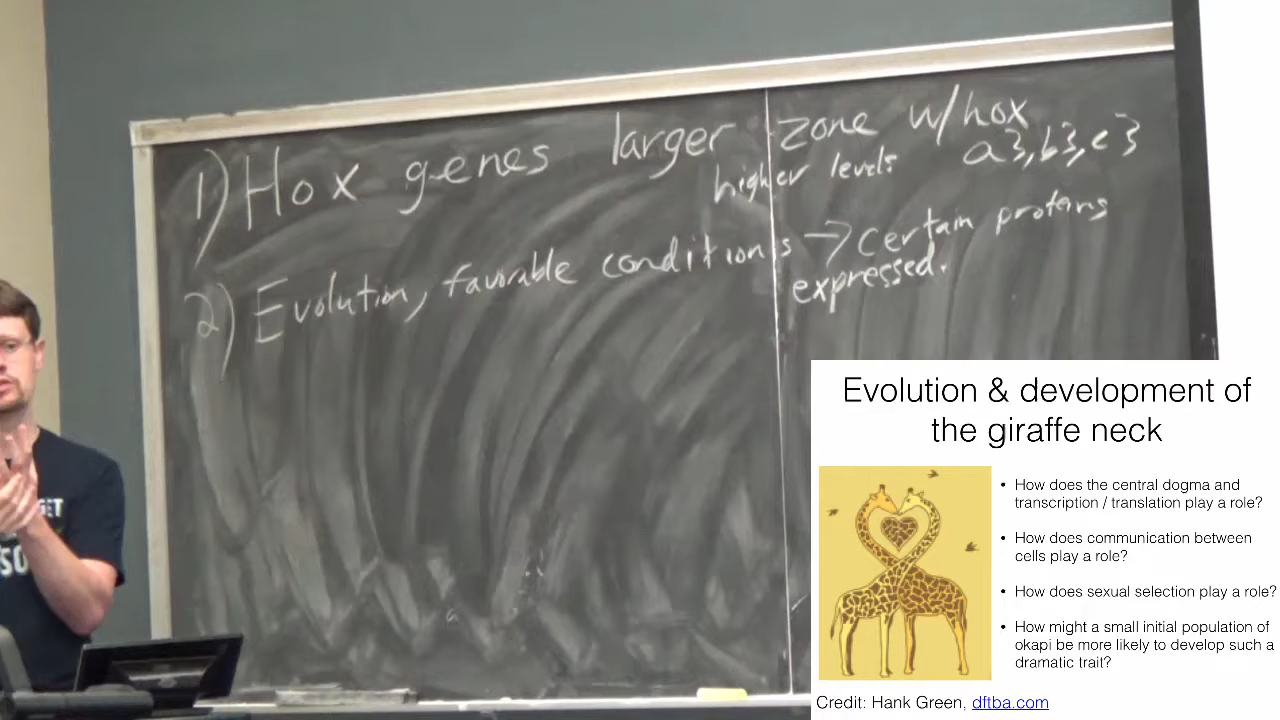 1) Hox genes larger zone w/hox
higher levels a3, b3, c3
2) Evolution, favorable conditions → certain proteins
expressed.
Evolution & development of
the giraffe neck
• How does the central dogma and
transcription / translation play a role?
• How does communication between
cells play a role?
• How does sexual selection play a role?
• How might a small initial population of
okapi be more likely to develop such a
dramatic trait?
Credit: Hank Green, dftba.com